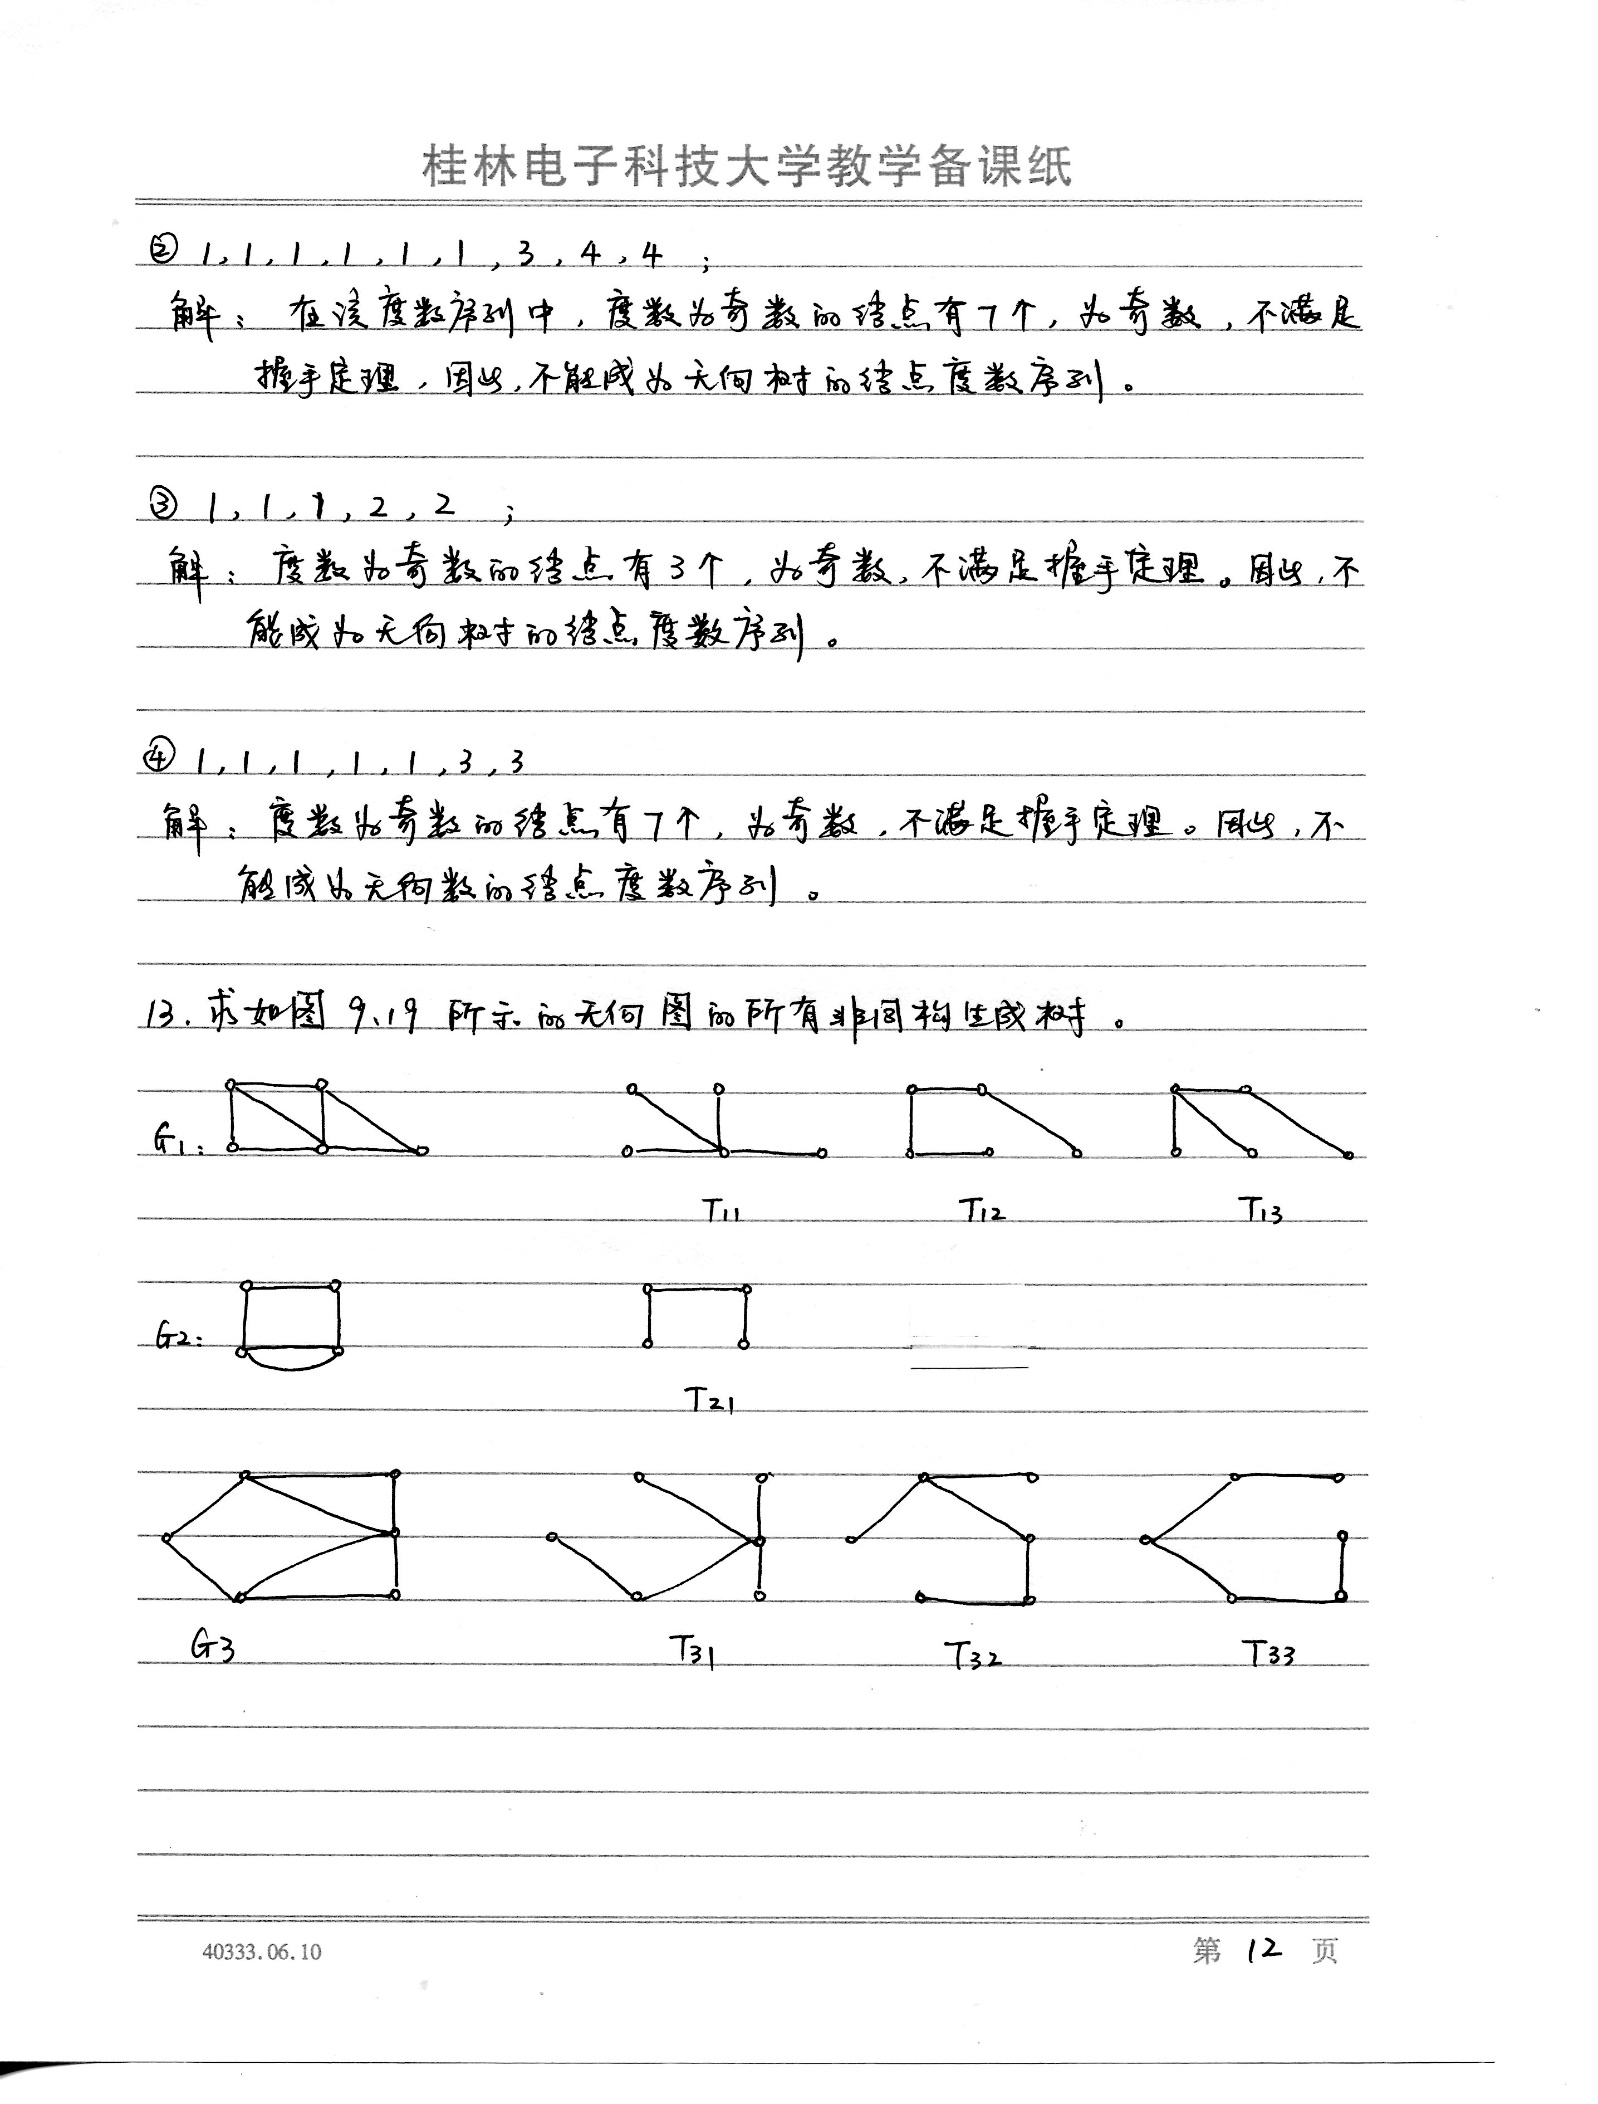 桂林电子科技大学教学备课纸
② 1,1,1,1,1,1,3,4,4 ;
解：在该度数序列中，度数为奇数的结点有7个，为奇数，不满足
握手定理，因此，不能成为无向树的结点度数序列。
③ 1,1,1,2,2 ;
解：度数为奇数的结点有3个，为奇数，不满足握手定理。因此，不
能成为无向树的结点度数序列。
④ 1,1,1,1,1,3,3
解：度数为奇数的结点有7个，为奇数，不满足握手定理。因此，不
能成为无向数的结点度数序列。
13. 求如图 9.19 所示的无向图的所有非同构生成树。
G1:
T11 T12 T13
G2:
T21
G3 T31 T32 T33
40333.06.10 第 12 页